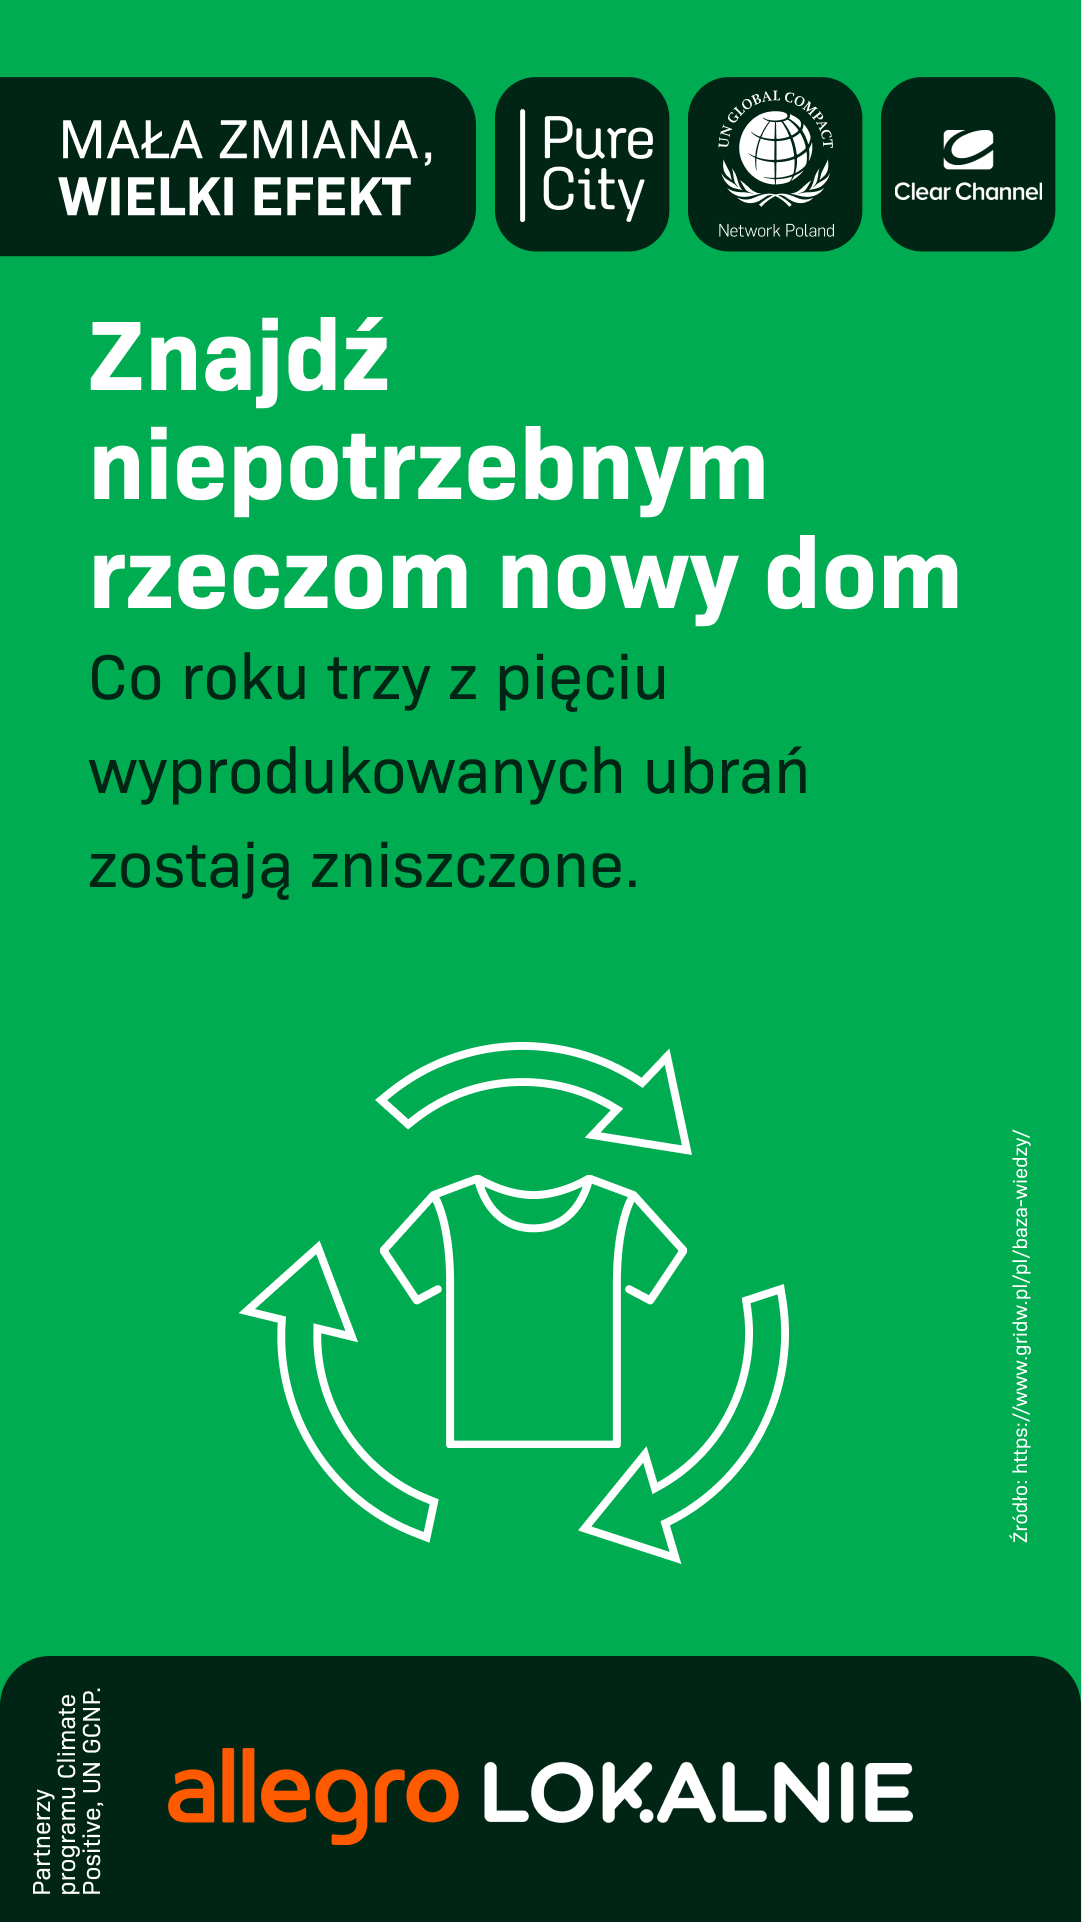 MAŁA ZMIANA,
WIELKI EFEKT
Pure
City
UN GLOBAL COMPACT
Network Poland
Clear Channel
Znajdź
niepotrzebnym
rzeczom nowy dom
Co roku trzy z pięciu
wyprodukowanych ubrań
zostają zniszczone.
Źródło: https://www.gridw.pl/pl/baza-wiedzy/
Partnerzy
programu Climate
Positive, UN GCNP.
allegro LOKALNIE